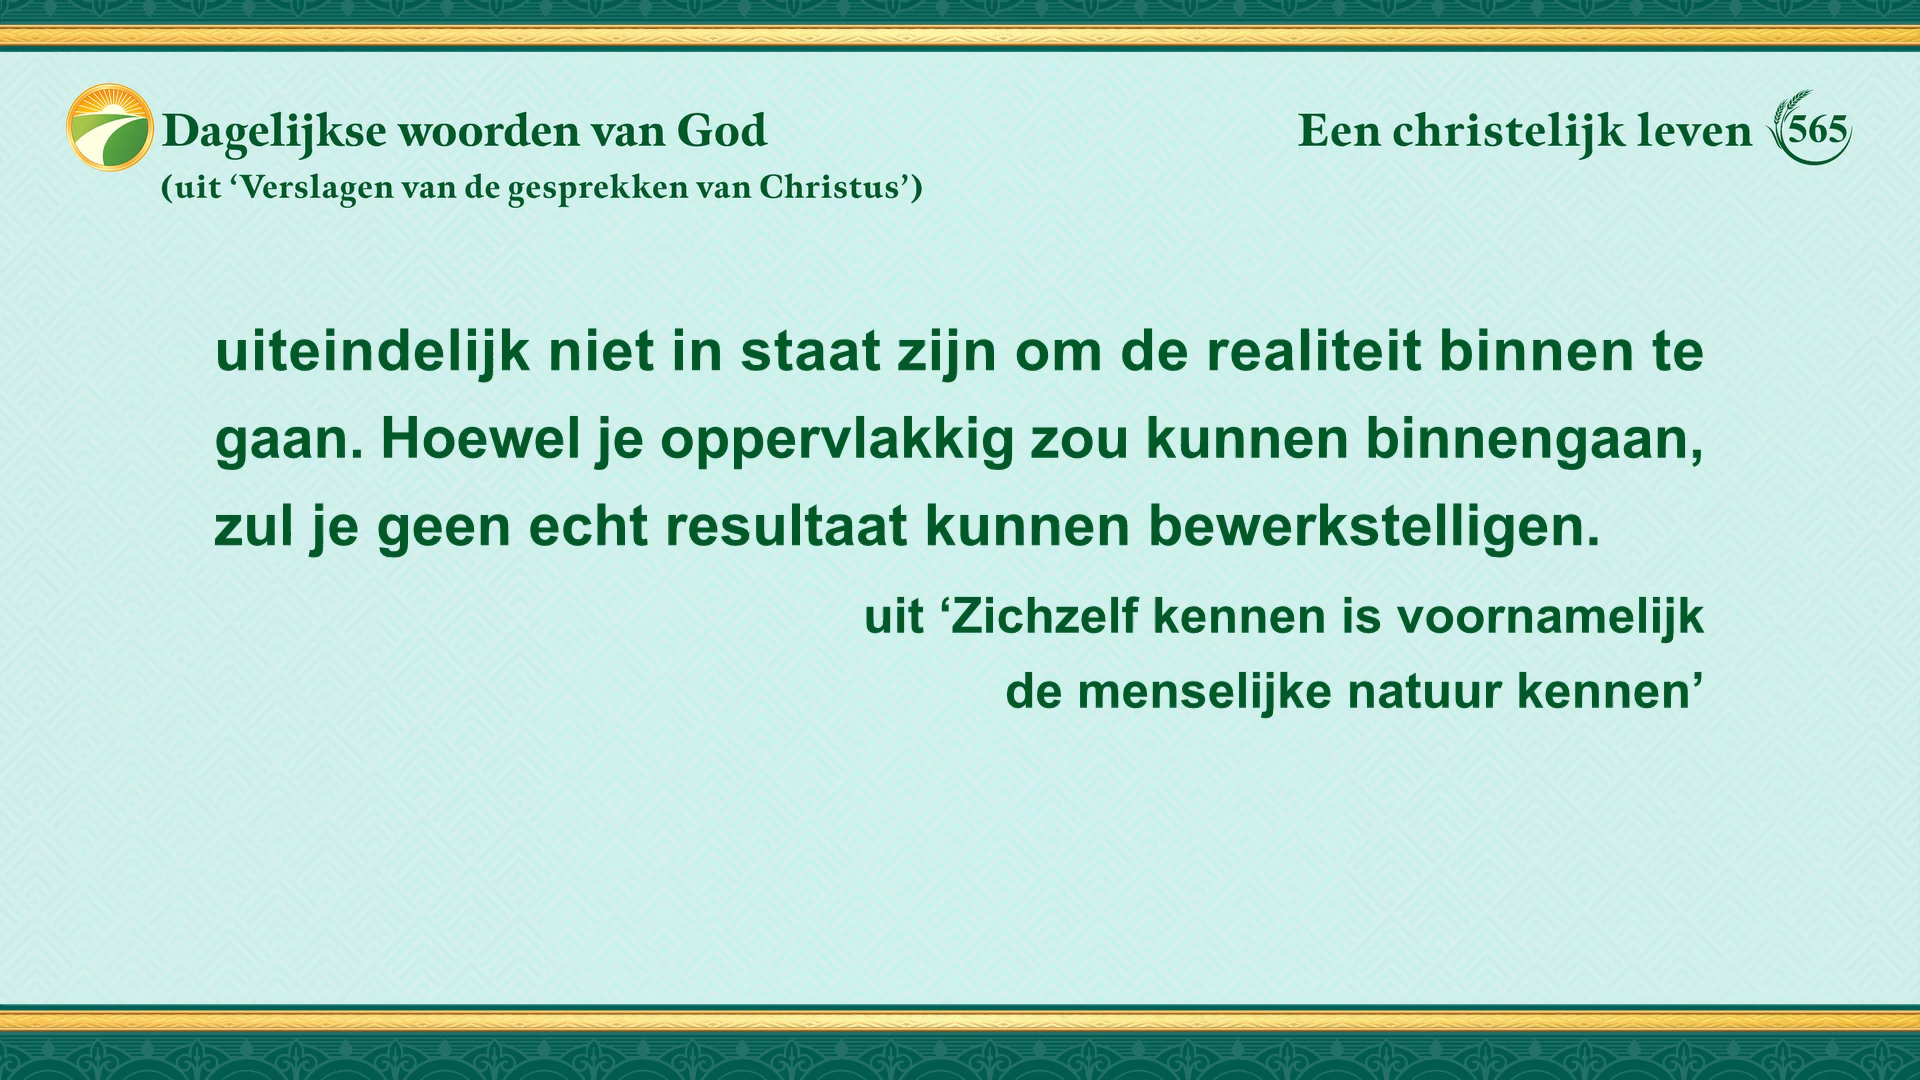 Dagelijkse woorden van God
(uit ‘Verslagen van de gesprekken van Christus’)
Een christelijk leven 565
uiteindelijk niet in staat zijn om de realiteit binnen te
gaan. Hoewel je oppervlakkig zou kunnen binnengaan,
zul je geen echt resultaat kunnen bewerkstelligen.
uit ‘Zichzelf kennen is voornamelijk
de menselijke natuur kennen’